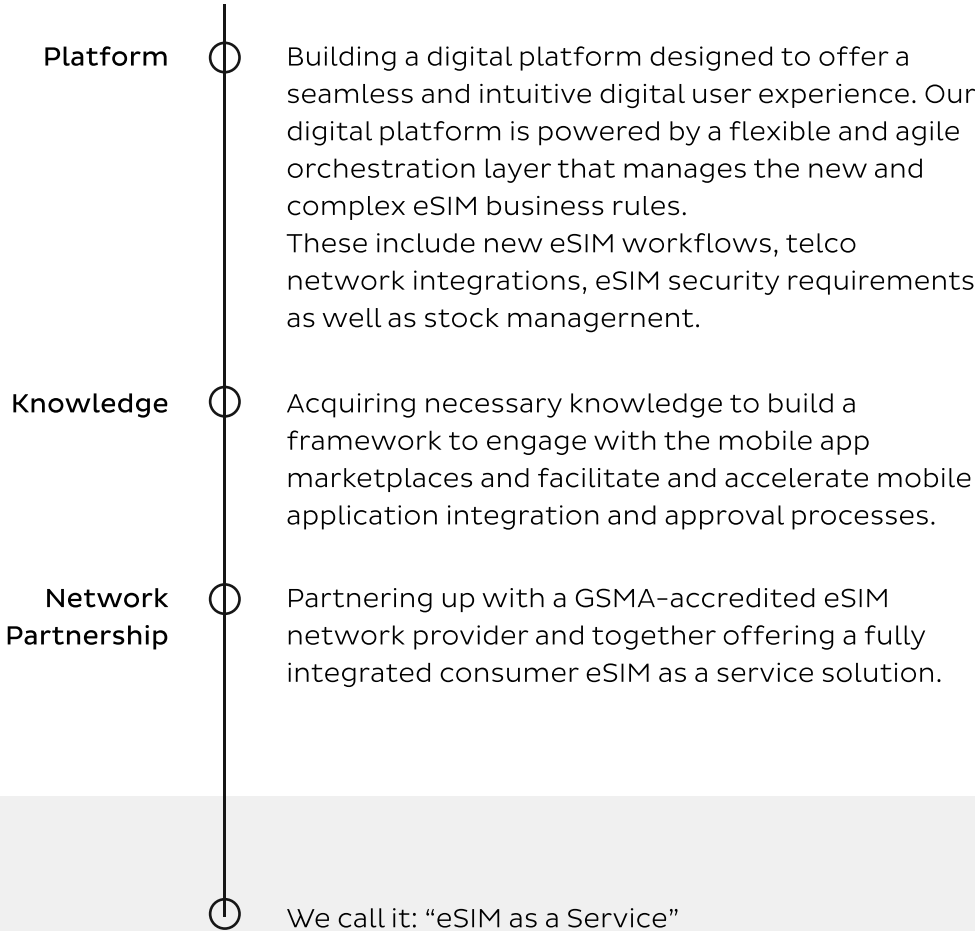 Platform
Building a digital platform designed to offer a
seamless and intuitive digital user experience. Our
digital platform is powered by a flexible and agile
orchestration layer that manages the new and
complex eSIM business rules.
These include new eSIM workflows, telco
network integrations, eSIM security requirements
as well as stock managernent.
Knowledge
Acquiring necessary knowledge to build a
framework to engage with the mobile app
marketplaces and facilitate and accelerate mobile
application integration and approval processes.
Network
Partnership
Partnering up with a GSMA-accredited eSIM
network provider and together offering a fully
integrated consumer eSIM as a service solution.
We call it: “eSIM as a Service”